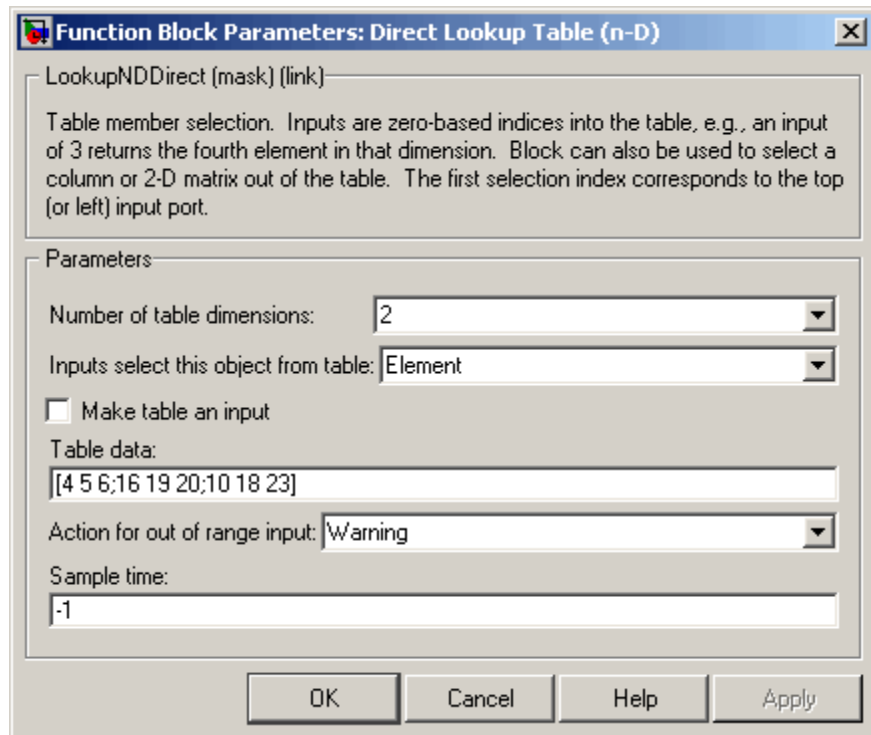 Function Block Parameters: Direct Lookup Table (n-D)
LookupNDDirect (mask) (link)
Table member selection.  Inputs are zero-based indices into the table, e.g., an input
of 3 returns the fourth element in that dimension.  Block can also be used to select a
column or 2-D matrix out of the table.  The first selection index corresponds to the top
(or left) input port.
Parameters
Number of table dimensions: 2
Inputs select this object from table: Element
Make table an input
Table data:
[4 5 6;16 19 20;10 18 23]
Action for out of range input: Warning
Sample time:
-1
OK Cancel Help Apply